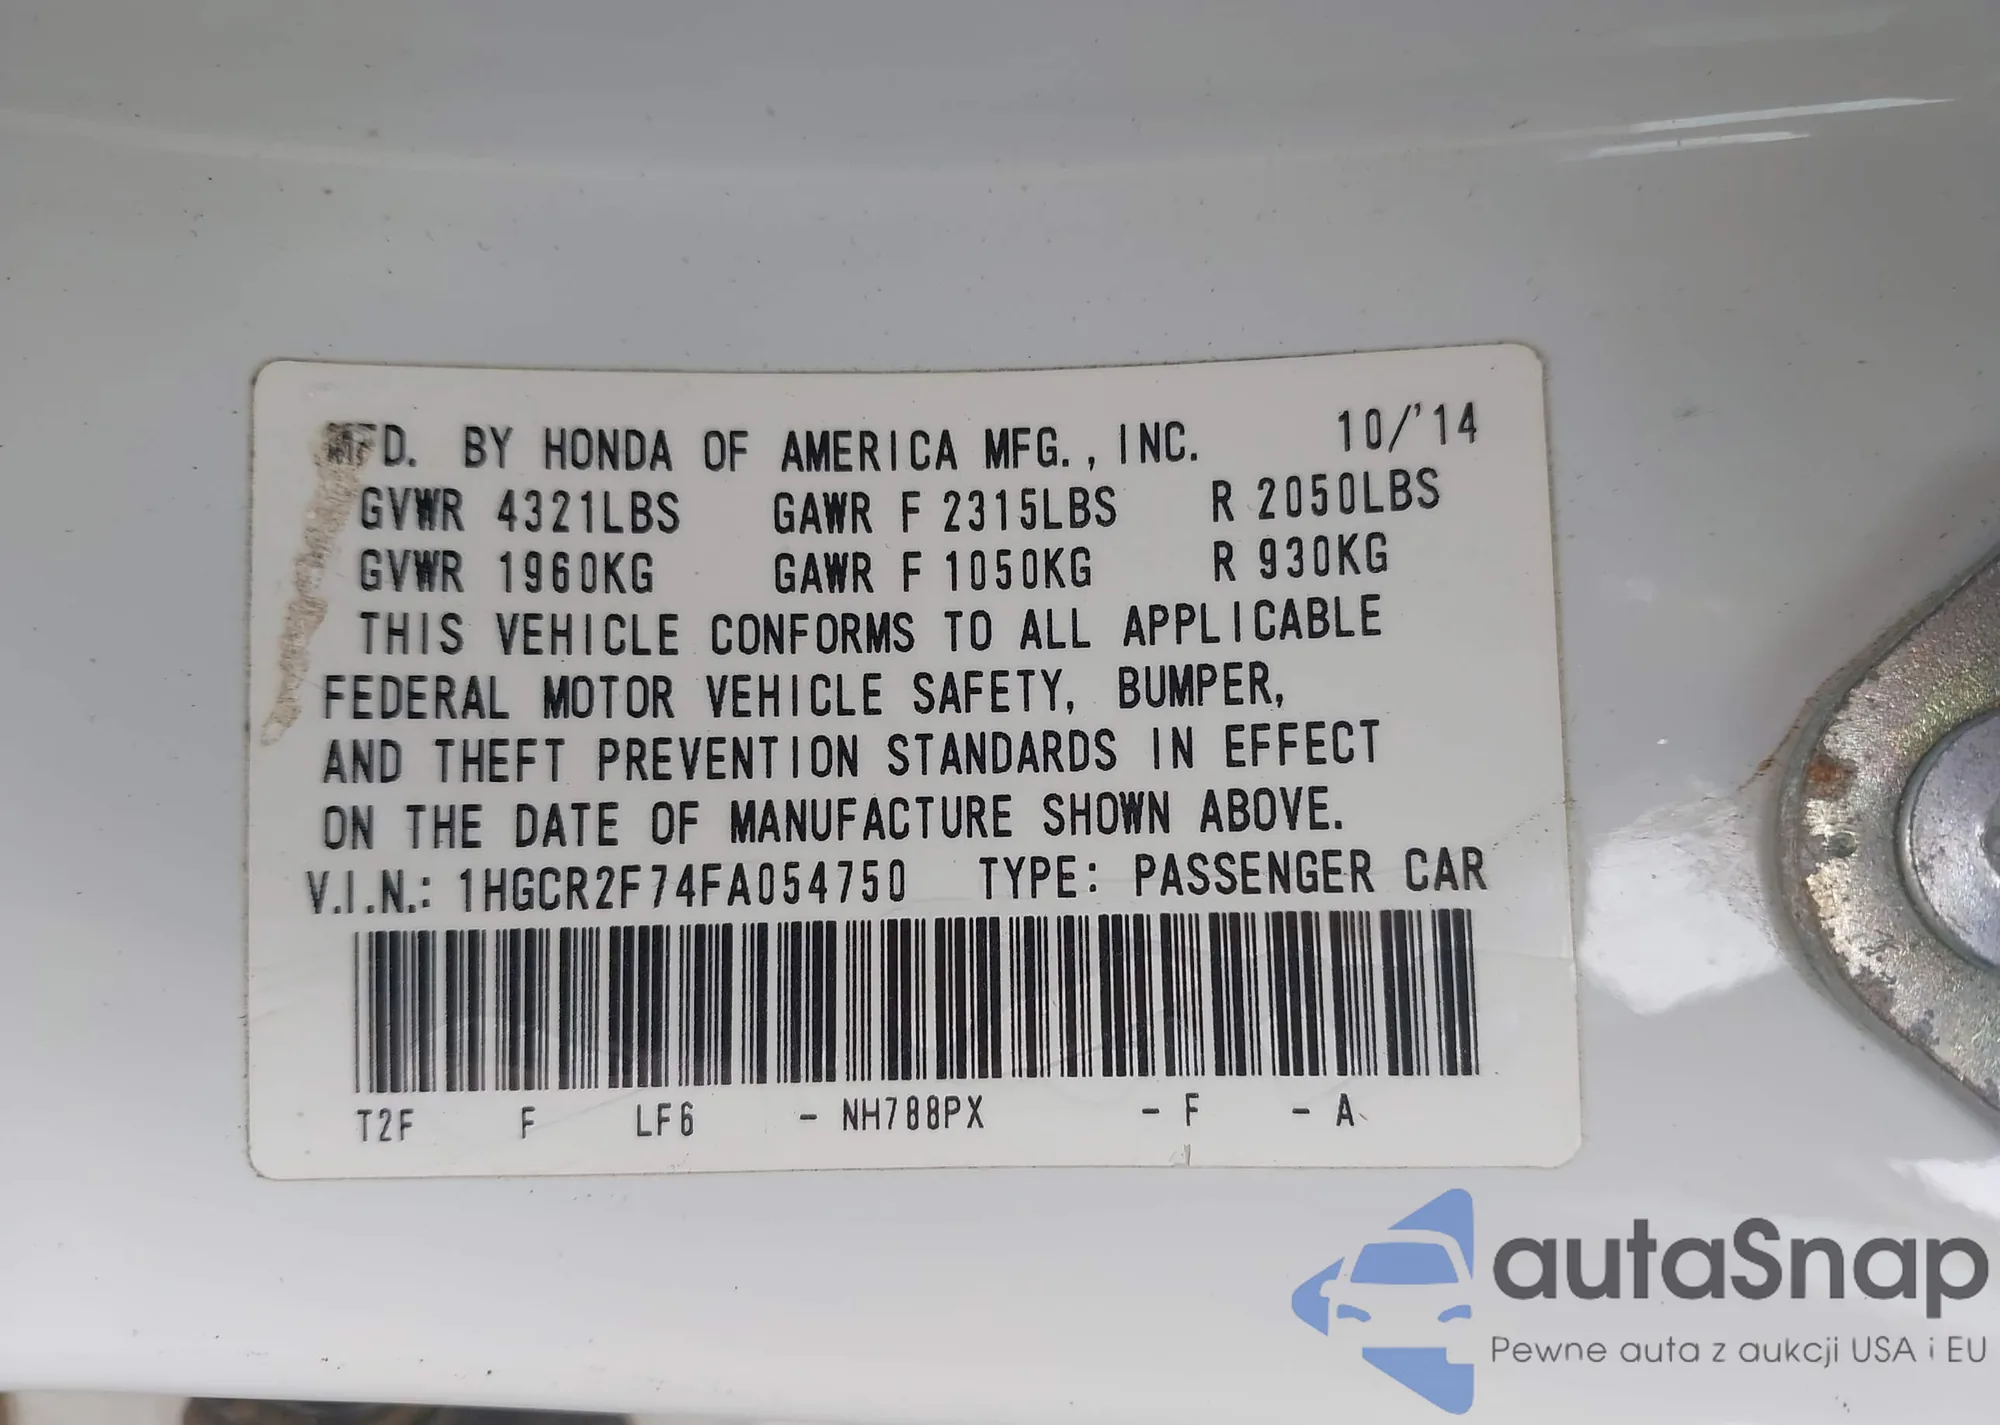 MFD. BY HONDA OF AMERICA MFG., INC. 10/'14
GVWR 4321LBS GAWR F 2315LBS R 2050LBS
GVWR 1960KG GAWR F 1050KG R 930KG
THIS VEHICLE CONFORMS TO ALL APPLICABLE
FEDERAL MOTOR VEHICLE SAFETY, BUMPER,
AND THEFT PREVENTION STANDARDS IN EFFECT
ON THE DATE OF MANUFACTURE SHOWN ABOVE.
V.I.N.: 1HGCR2F74FA054750 TYPE: PASSENGER CAR
T2F F LF6 - NH788PX - F - A
autaSnap
Pewne auta z aukcji USA i EU